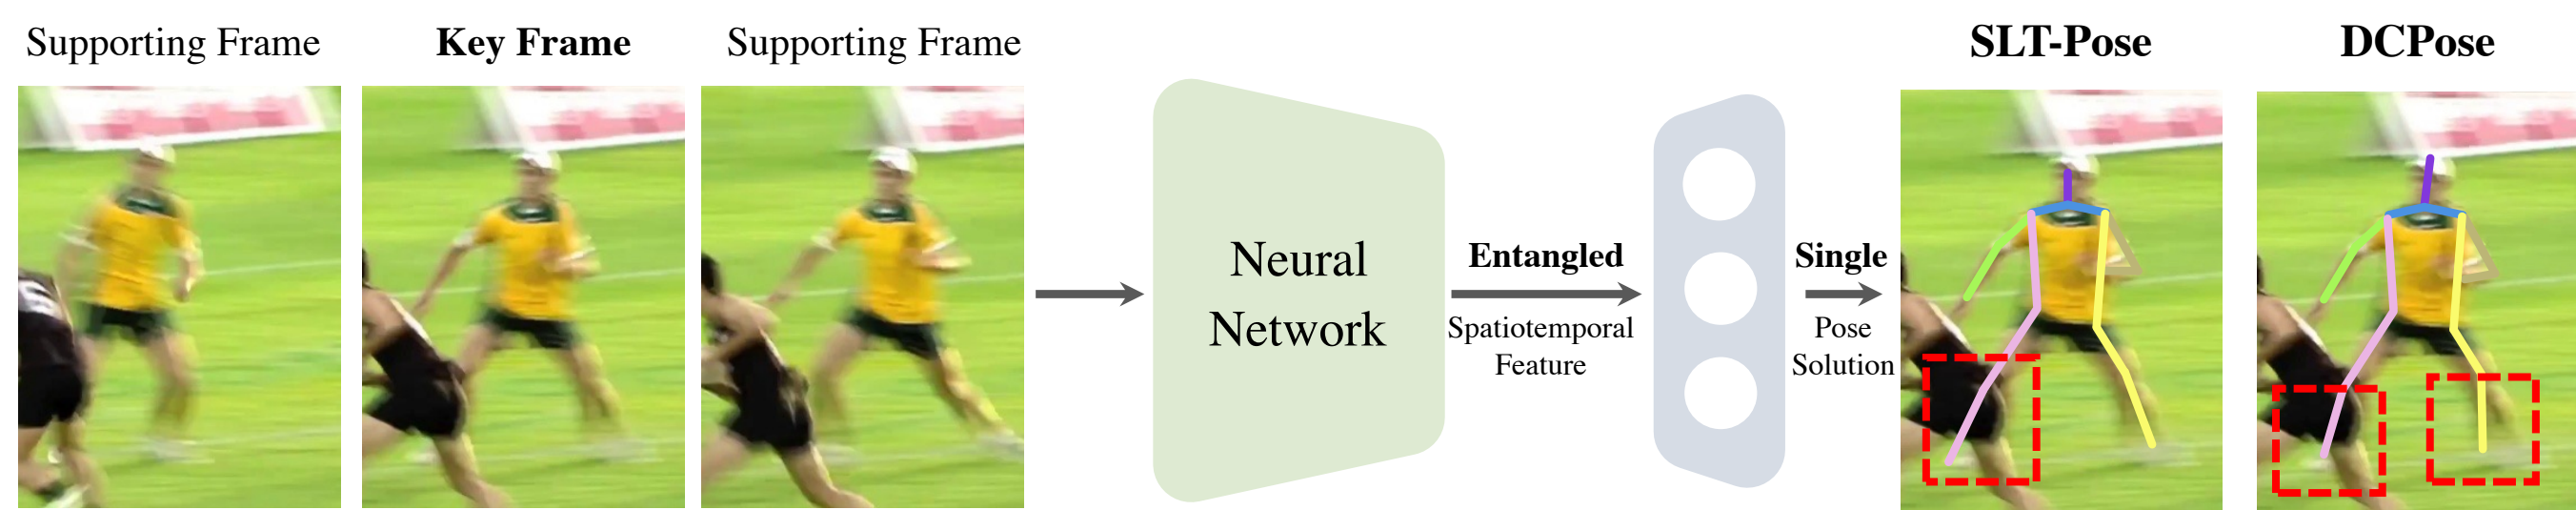 Supporting Frame
Key Frame
Supporting Frame
SLT-Pose
DCPose
Neural
Network
Entangled
Spatiotemporal
Feature
Single
Pose
Solution